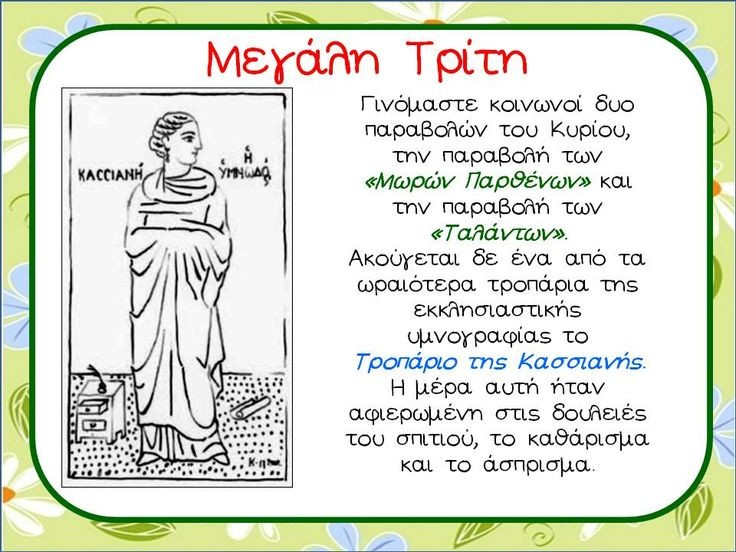 Μεγάλη Τρίτη
ΚΑССΙΑΝΗ
Η
ΥΜΝΩΔΟς
Γινόμαστε κοινωνοί δυο
παραβολών του Κυρίου,
την παραβολή των
«Μωρών Παρθένων» και
την παραβολή των
«Ταλάντων».
Ακούγεται δε ένα από τα
ωραιότερα τροπάρια της
εκκλησιαστικής
υμνογραφίας το
Τροπάριο της Κασσιανής.
Η μέρα αυτή ήταν
αφιερωμένη στις δουλειές
του σπιτιού, το καθάρισμα
και το άσπρισμα.